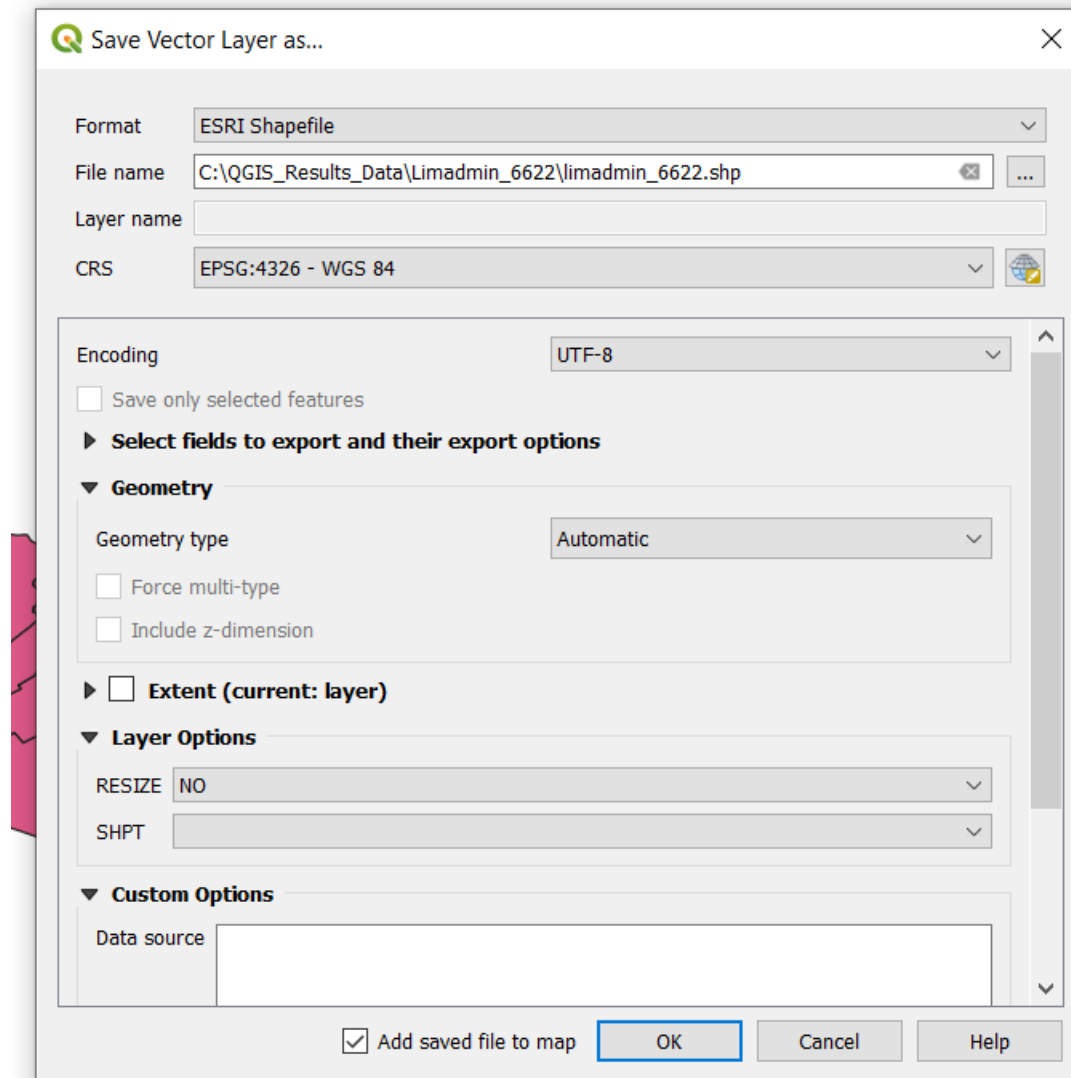 Save Vector Layer as...
Format ESRI Shapefile
File name C:\QGIS_Results_Data\Limadmin_6622\limadmin_6622.shp ...
Layer name
CRS EPSG:4326 - WGS 84
Encoding UTF-8
Save only selected features
Select fields to export and their export options
Geometry
Geometry type Automatic
Force multi-type
Include z-dimension
Extent (current: layer)
Layer Options
RESIZE NO
SHPT
Custom Options
Data source
Add saved file to map OK Cancel Help